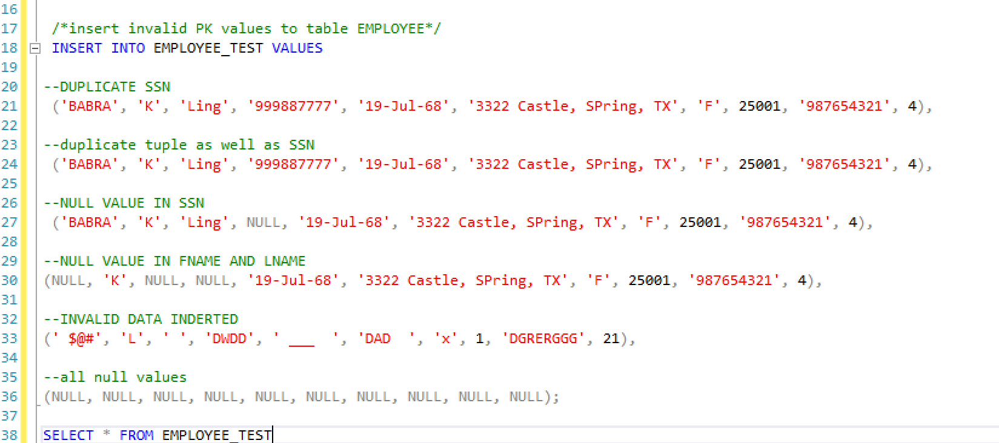 16
17 /*insert invalid PK values to table EMPLOYEE*/
18 INSERT INTO EMPLOYEE_TEST VALUES
19
20 --DUPLICATE SSN
21 ('BABRA', 'K', 'Ling', '999887777', '19-Jul-68', '3322 Castle, SPring, TX', 'F', 25001, '987654321', 4),
22
23 --duplicate tuple as well as SSN
24 ('BABRA', 'K', 'Ling', '999887777', '19-Jul-68', '3322 Castle, SPring, TX', 'F', 25001, '987654321', 4),
25
26 --NULL VALUE IN SSN
27 ('BABRA', 'K', 'Ling', NULL, '19-Jul-68', '3322 Castle, SPring, TX', 'F', 25001, '987654321', 4),
28
29 --NULL VALUE IN FNAME AND LNAME
30 (NULL, 'K', NULL, NULL, '19-Jul-68', '3322 Castle, SPring, TX', 'F', 25001, '987654321', 4),
31
32 --INVALID DATA INDERTED
33 (' $@#', 'L', ' ', 'DWDD', ' ___  ', 'DAD  ', 'x', 1, 'DGRERGGG', 21),
34
35 --all null values
36 (NULL, NULL, NULL, NULL, NULL, NULL, NULL, NULL, NULL, NULL);
37
38 SELECT * FROM EMPLOYEE_TEST